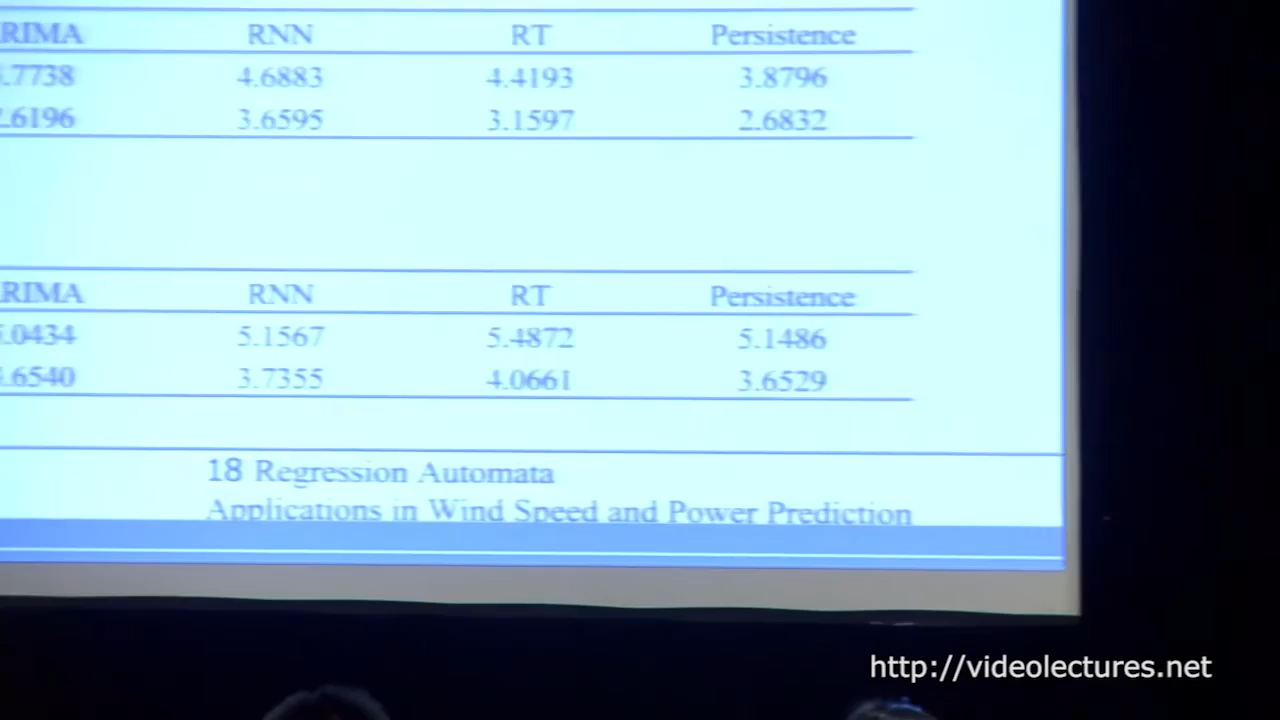 RIMA RNN RT Persistence
.7738 4.6883 4.4193 3.8796
.6196 3.6595 3.1597 2.6832
RIMA RNN RT Persistence
.0434 5.1567 5.4872 5.1486
.6540 3.7355 4.0661 3.6529
18 Regression Automata
Applications in Wind Speed and Power Prediction
http://videolectures.net